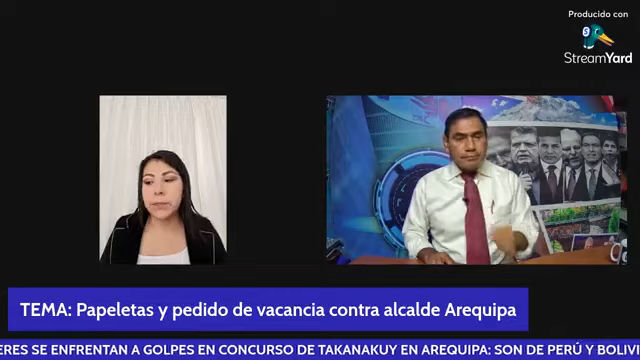 Producido con
StreamYard
TEMA: Papeletas y pedido de vacancia contra alcalde Arequipa
ERES SE ENFRENTAN A GOLPES EN CONCURSO DE TAKANAKUY EN AREQUIPA: SON DE PERÚ Y BOLIVI